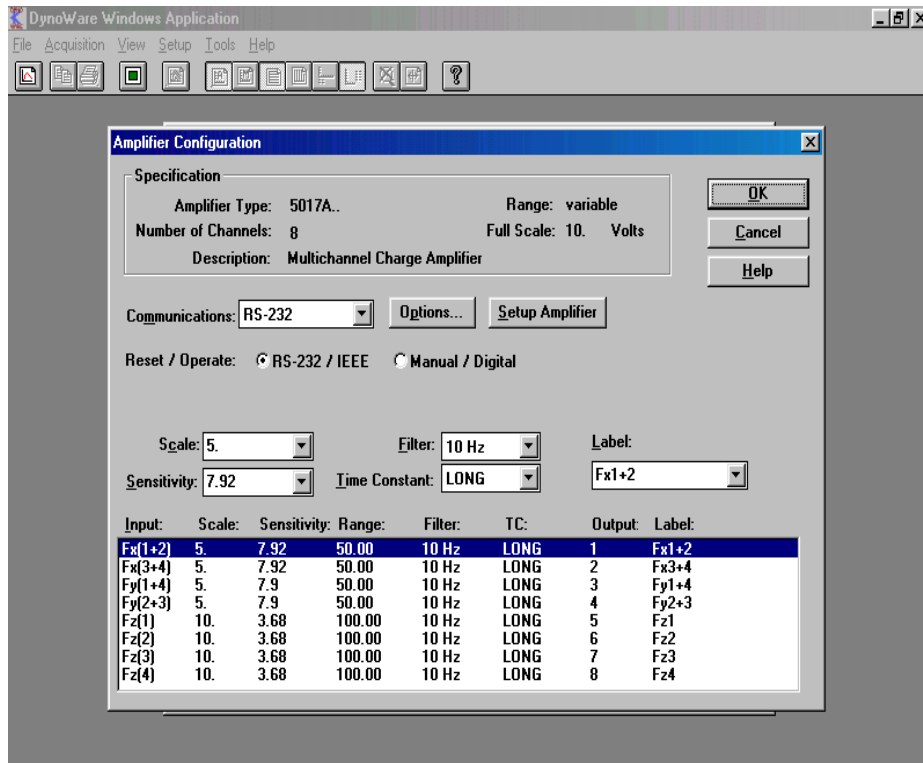 DynoWare Windows Application
File Acquisition View Setup Tools Help
Amplifier Configuration
Specification
Amplifier Type: 5017A.. Range: variable
Number of Channels: 8 Full Scale: 10. Volts
Description: Multichannel Charge Amplifier
OK
Cancel
Help
Communications: RS-232 Options... Setup Amplifier
Reset / Operate: RS-232 / IEEE Manual / Digital
Scale: 5. Filter: 10 Hz Label:
Sensitivity: 7.92 Time Constant: LONG Fx1+2
Input: Scale: Sensitivity: Range: Filter: TC: Output: Label:
Fx(1+2) 5. 7.92 50.00 10 Hz LONG 1 Fx1+2
Fx(3+4) 5. 7.92 50.00 10 Hz LONG 2 Fx3+4
Fy(1+4) 5. 7.9 50.00 10 Hz LONG 3 Fy1+4
Fy(2+3) 5. 7.9 50.00 10 Hz LONG 4 Fy2+3
Fz(1) 10. 3.68 100.00 10 Hz LONG 5 Fz1
Fz(2) 10. 3.68 100.00 10 Hz LONG 6 Fz2
Fz(3) 10. 3.68 100.00 10 Hz LONG 7 Fz3
Fz(4) 10. 3.68 100.00 10 Hz LONG 8 Fz4